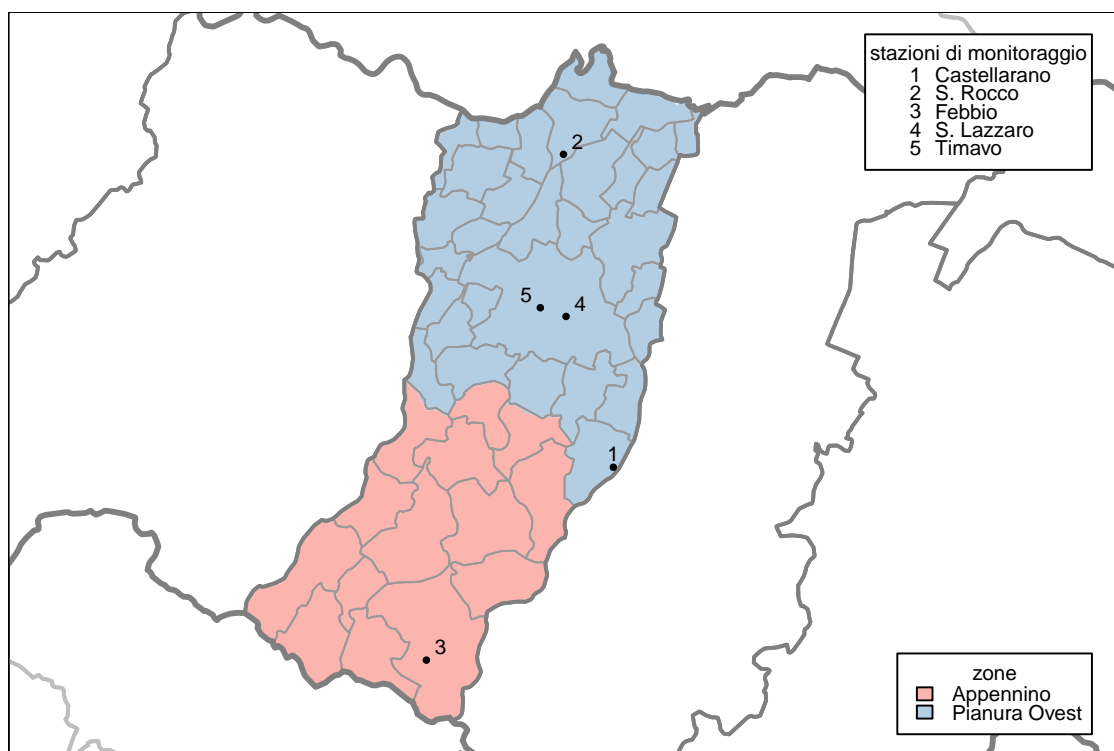 stazioni di monitoraggio
1 Castellarano
2 S. Rocco
3 Febbio
4 S. Lazzaro
5 Timavo
2
5
4
1
3
zone
Appennino
Pianura Ovest